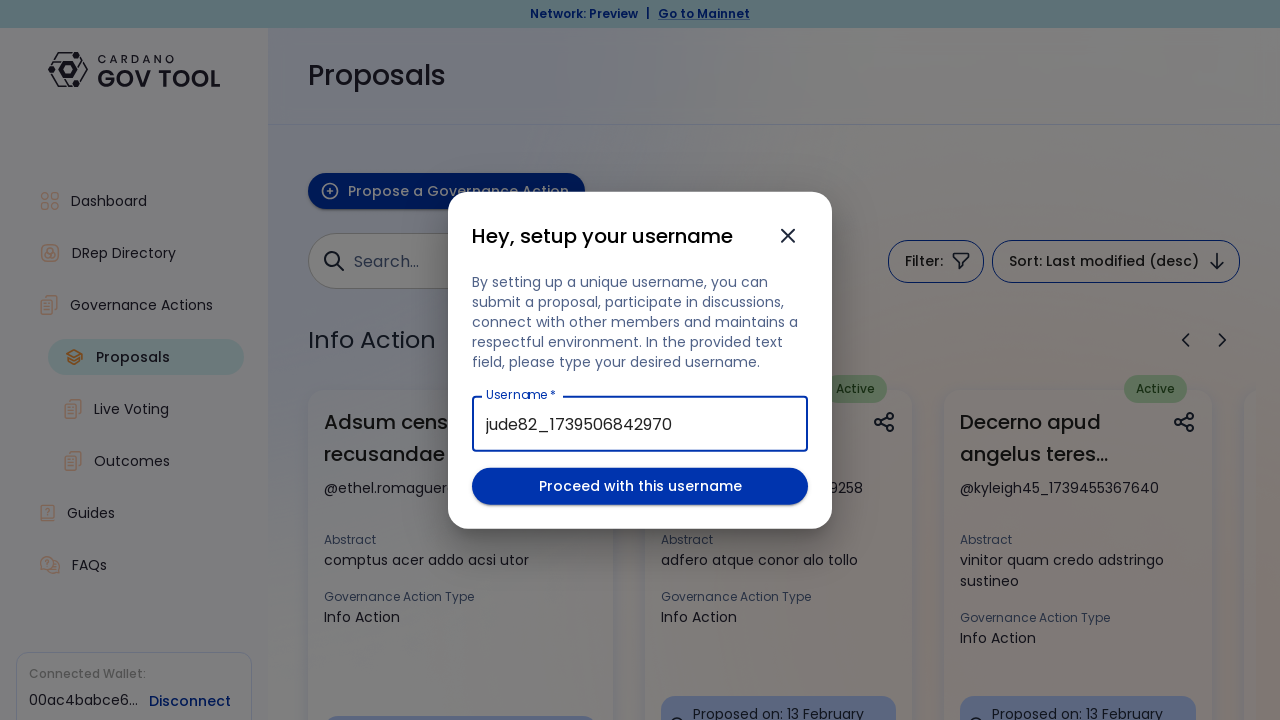 Network: Preview | Go to Mainnet
CARDANO
GOV TOOL
Proposals
Dashboard
DRep Directory
Governance Actions
Proposals
Live Voting
Outcomes
Guides
FAQs
Connected Wallet:
00ac4babce6...
Disconnect
Propose a Governance Action
Search...
Filter:
Sort: Last modified (desc)
Info Action
Hey, setup your username
By setting up a unique username, you can
submit a proposal, participate in discussions,
connect with other members and maintains a
respectful environment. In the provided text
field, please type your desired username.
Username *
jude82_1739506842970
Proceed with this username
Adsum
recusandae
@ethel.romaguer
Abstract
comptus acer addo acsi utor
Governance Action Type
Info Action
Active
9258
Abstract
adfero atque conor alo tollo
Governance Action Type
Info Action
Proposed on: 13 February
Active
Decerno apud
angelus teres...
@kyleigh45_1739455367640
Abstract
vinitor quam credo adstringo
sustineo
Governance Action Type
Info Action
Proposed on: 13 February